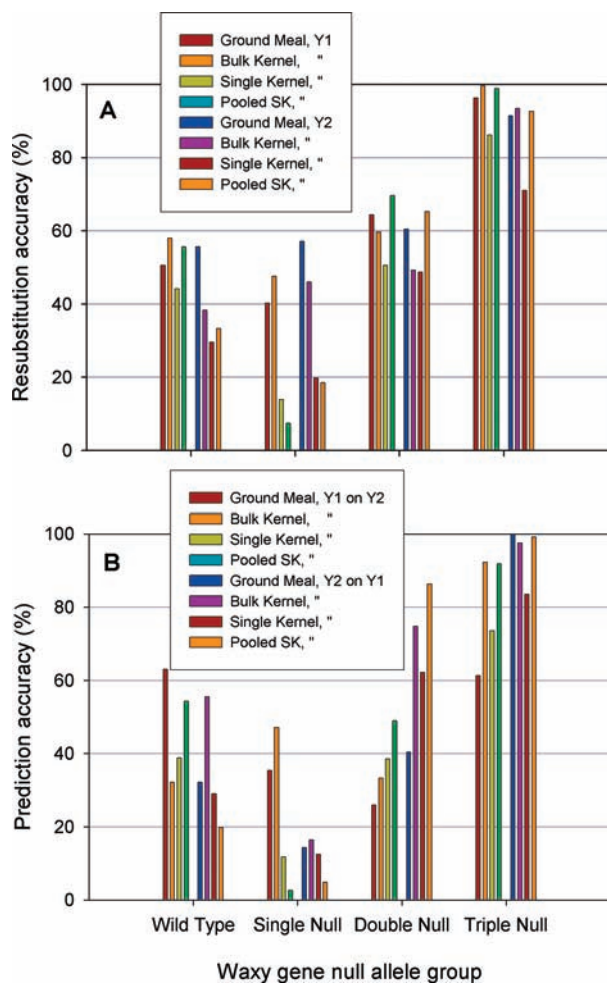 Ground Meal, Y1
Bulk Kernel, "
Single Kernel, "
Pooled SK, "
Ground Meal, Y2
Bulk Kernel, "
Single Kernel, "
Pooled SK, "
A
100
80
60
40
20
0
Resubstitution accuracy (%)
Ground Meal, Y1 on Y2
Bulk Kernel, "
Single Kernel, "
Pooled SK, "
Ground Meal, Y2 on Y1
Bulk Kernel, "
Single Kernel, "
Pooled SK, "
B
100
80
60
40
20
0
Prediction accuracy (%)
Wild Type Single Null Double Null Triple Null
Waxy gene null allele group